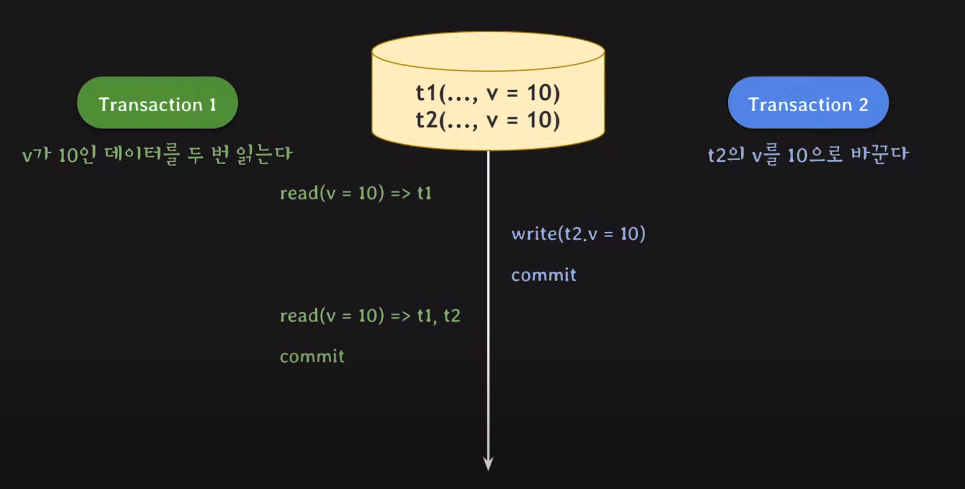 t1(..., v = 10)
t2(..., v = 10)
Transaction 1
v가 10인 데이터를 두 번 읽는다
Transaction 2
t2의 v를 10으로 바꾼다
read(v = 10) => t1
write(t2.v = 10)
commit
read(v = 10) => t1, t2
commit